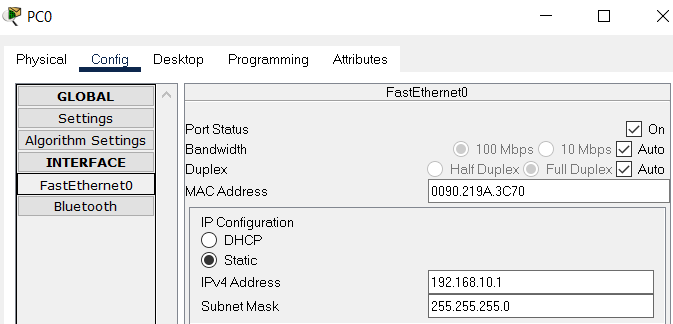 PC0
Physical Config Desktop Programming Attributes
GLOBAL
Settings
Algorithm Settings
INTERFACE
FastEthernet0
Bluetooth
FastEthernet0
Port Status On
Bandwidth 100 Mbps 10 Mbps Auto
Duplex Half Duplex Full Duplex Auto
MAC Address 0090.219A.3C70
IP Configuration
DHCP
Static
IPv4 Address 192.168.10.1
Subnet Mask 255.255.255.0